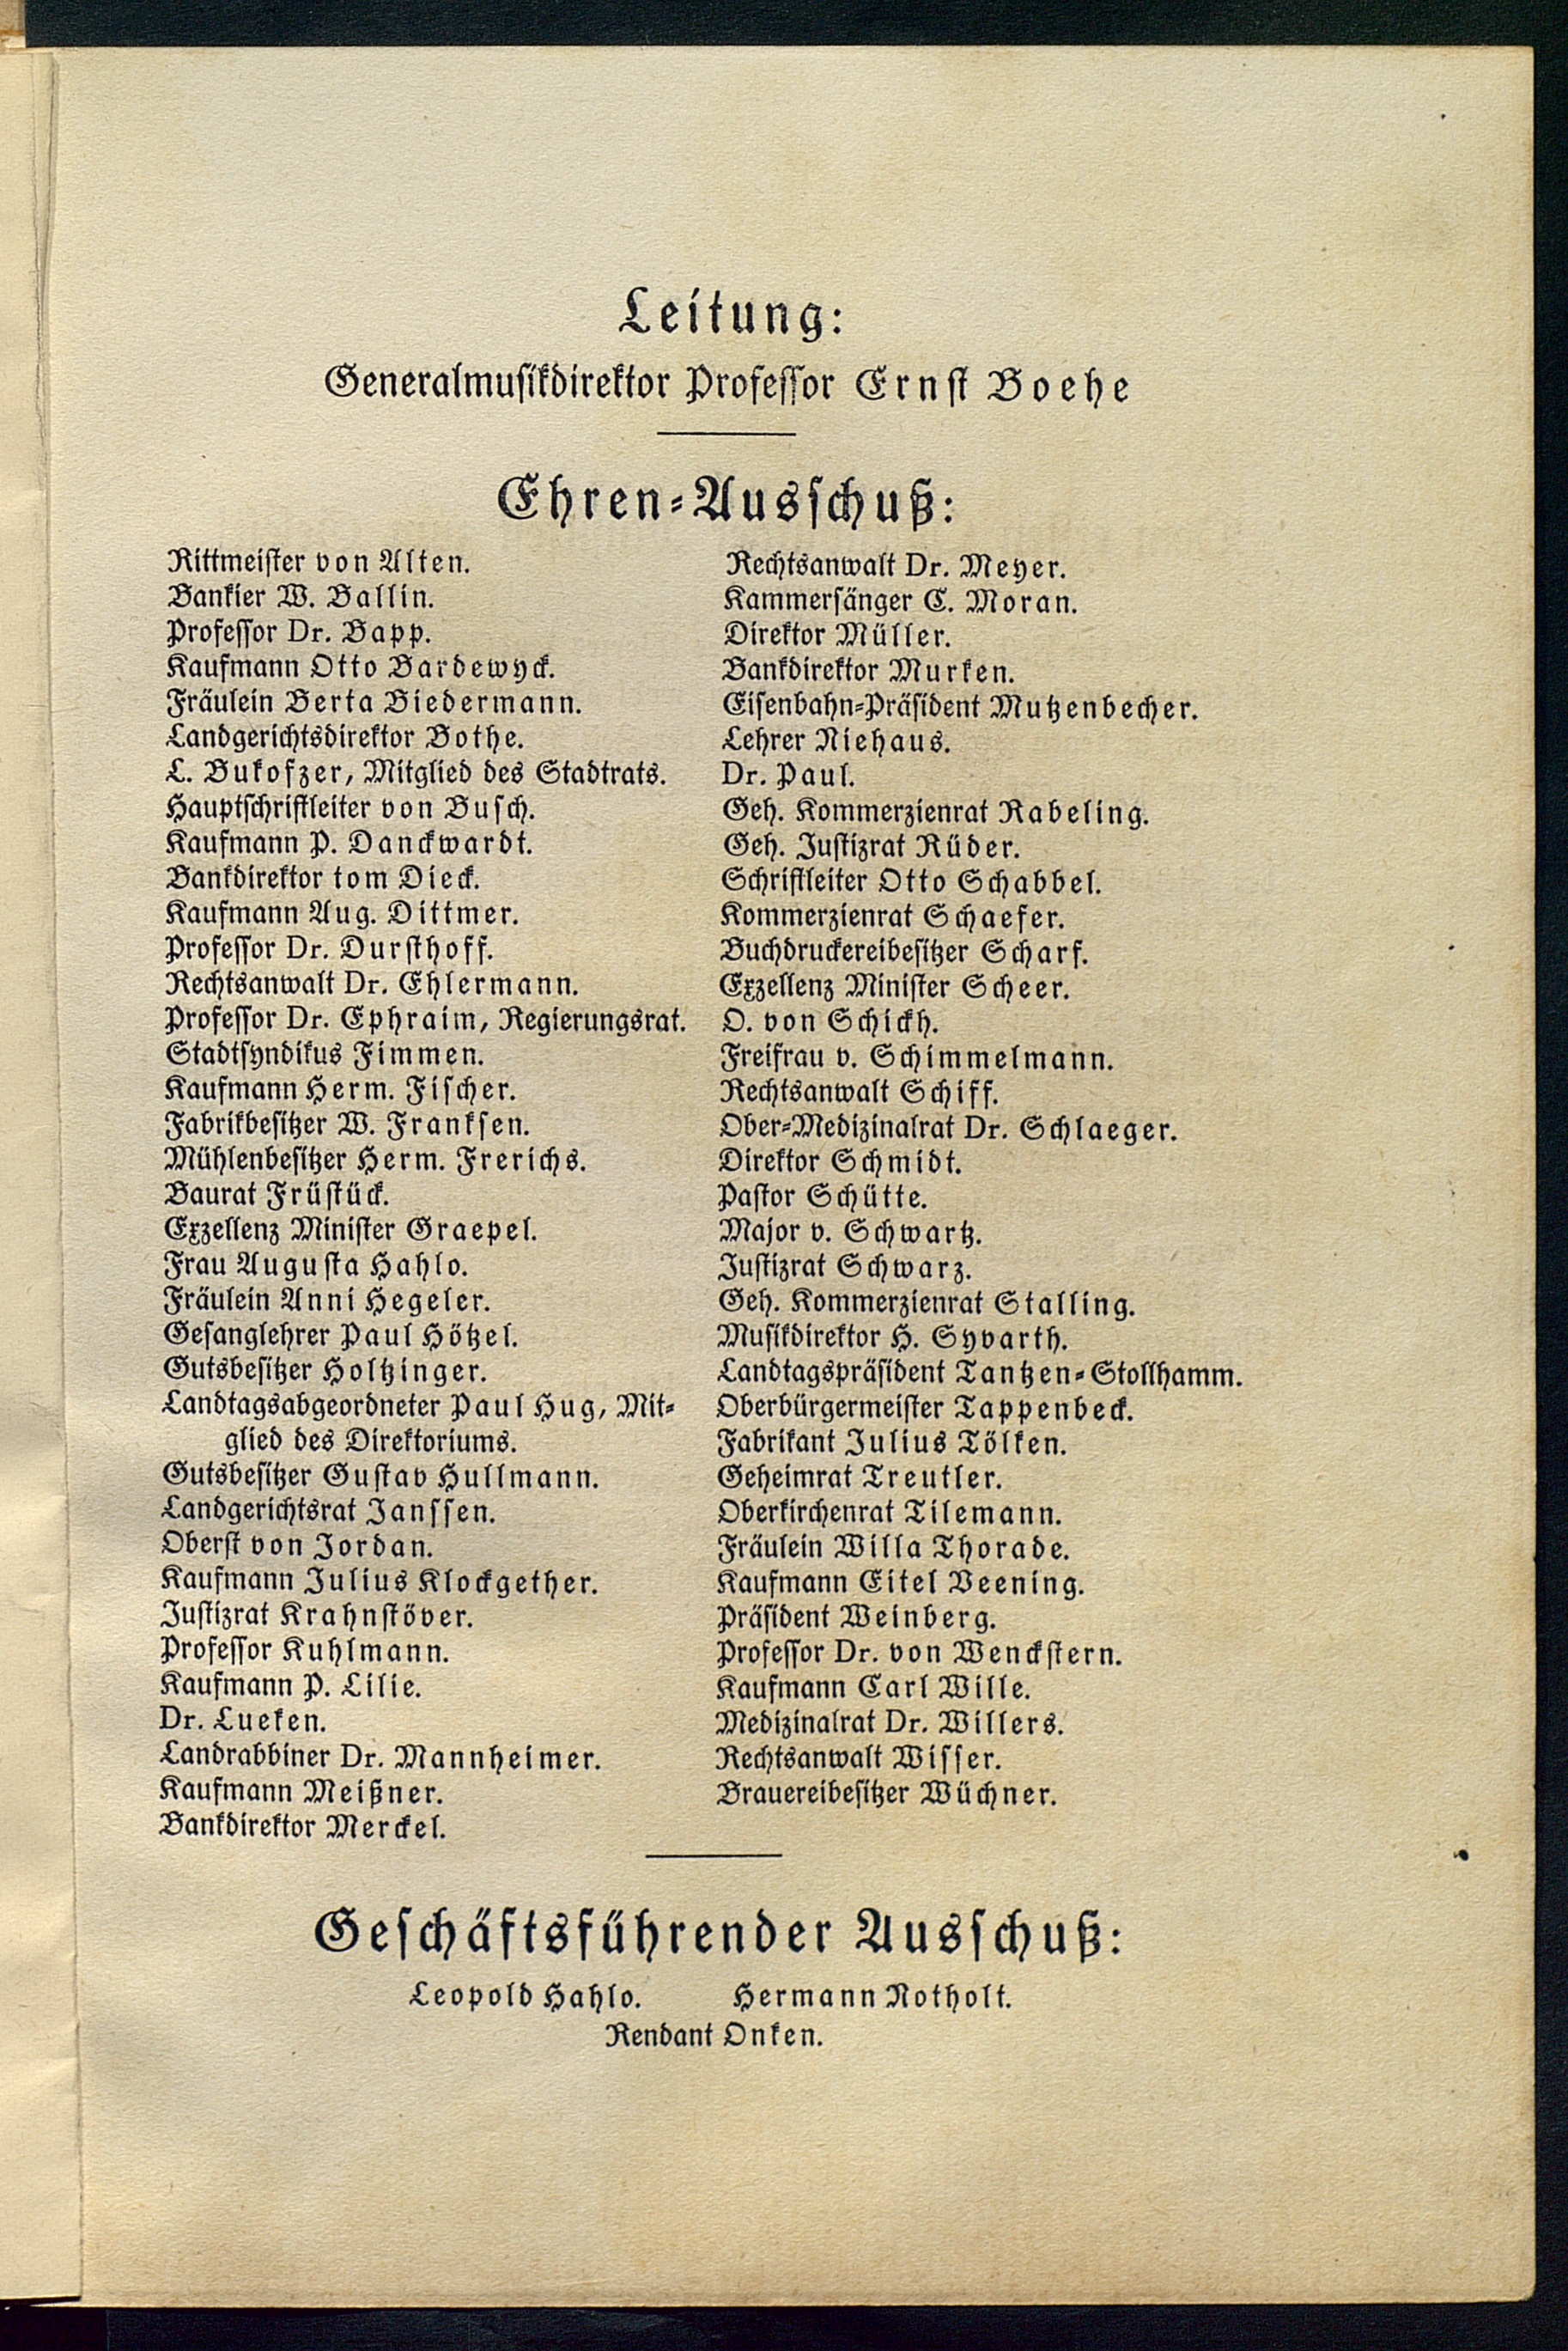 Leitung:
Generalmusikdirektor Professor Ernst Boehe
Ehren-Ausschuß:
Rittmeister von Alten.
Bankier W. Ballin.
Professor Dr. Bapp.
Kaufmann Otto Bardewyck.
Fräulein Berta Biedermann.
Landgerichtsdirektor Bothe.
L. Bukofzer, Mitglied des Stadtrats.
Hauptschriftleiter von Busch.
Kaufmann P. Danckwardt.
Bankdirektor tom Dieck.
Kaufmann Aug. Dittmer.
Professor Dr. Dursthoff.
Rechtsanwalt Dr. Ehlermann.
Professor Dr. Ephraim, Regierungsrat.
Stadtsyndikus Fimmen.
Kaufmann Herm. Fischer.
Fabrikbesitzer W. Franksen.
Mühlenbesitzer Herm. Frerichs.
Baurat Früstück.
Exzellenz Minister Graepel.
Frau Augusta Hahlo.
Fräulein Anni Hegeler.
Gesanglehrer Paul Hötzel.
Gutsbesitzer Holtzinger.
Landtagsabgeordneter Paul Hug, Mit-
glied des Direktoriums.
Gutsbesitzer Gustav Hullmann.
Landgerichtsrat Janssen.
Oberst von Jordan.
Kaufmann Julius Klockgether.
Justizrat Krahnstöver.
Professor Kuhlmann.
Kaufmann P. Lilie.
Dr. Lueken.
Landrabbiner Dr. Mannheimer.
Kaufmann Meißner.
Bankdirektor Merckel.
Rechtsanwalt Dr. Meyer.
Kammersänger C. Moran.
Direktor Müller.
Bankdirektor Murken.
Eisenbahn-Präsident Mutzenbecher.
Lehrer Niehaus.
Dr. Paul.
Geh. Kommerzienrat Rabeling.
Geh. Justizrat Rüder.
Schriftleiter Otto Schabbel.
Kommerzienrat Schaefer.
Buchdruckereibesitzer Scharf.
Exzellenz Minister Scheer.
O. von Schickh.
Freifrau v. Schimmelmann.
Rechtsanwalt Schiff.
Ober-Medizinalrat Dr. Schlaeger.
Direktor Schmidt.
Pastor Schütte.
Major v. Schwartz.
Justizrat Schwarz.
Geh. Kommerzienrat Stalling.
Musikdirektor H. Syvarth.
Landtagspräsident Tantzen-Stollhamm.
Oberbürgermeister Tappenbeck.
Fabrikant Julius Tölken.
Geheimrat Treutler.
Oberkirchenrat Tilemann.
Fräulein Willa Thorade.
Kaufmann Eitel Veening.
Präsident Weinberg.
Professor Dr. von Wenckstern.
Kaufmann Carl Wille.
Medizinalrat Dr. Willers.
Rechtsanwalt Wisser.
Brauereibesitzer Wüchner.
Geschäftsführender Ausschuß:
Leopold Hahlo. Hermann Notholt.
Rendant Onken.